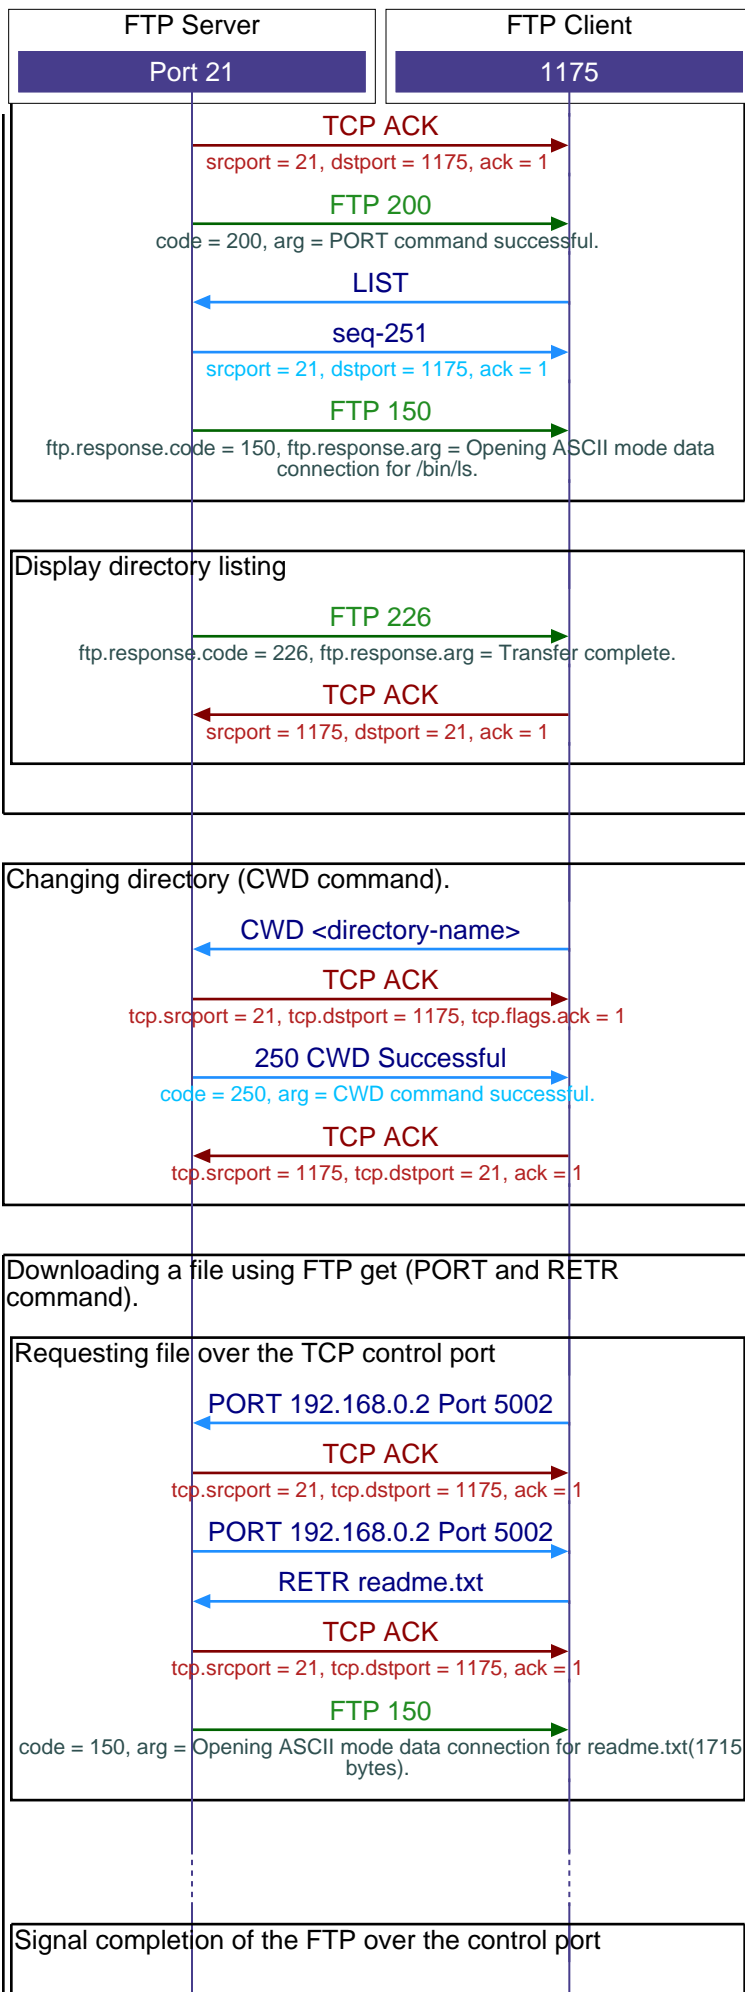 FTP Server
FTP Client
Port 21
1175
TCP ACK
srcport = 21, dstport = 1175, ack = 1
FTP 200
code = 200, arg = PORT command successful.
LIST
seq-251
srcport = 21, dstport = 1175, ack = 1
FTP 150
ftp.response.code = 150, ftp.response.arg = Opening ASCII mode data
connection for /bin/ls.
Display directory listing
FTP 226
ftp.response.code = 226, ftp.response.arg = Transfer complete.
TCP ACK
srcport = 1175, dstport = 21, ack = 1
Changing directory (CWD command).
CWD <directory-name>
TCP ACK
tcp.srcport = 21, tcp.dstport = 1175, tcp.flags.ack = 1
250 CWD Successful
code = 250, arg = CWD command successful.
TCP ACK
tcp.srcport = 1175, tcp.dstport = 21, ack = 1
Downloading a file using FTP get (PORT and RETR
command).
Requesting file over the TCP control port
PORT 192.168.0.2 Port 5002
TCP ACK
tcp.srcport = 21, tcp.dstport = 1175, ack = 1
PORT 192.168.0.2 Port 5002
RETR readme.txt
TCP ACK
tcp.srcport = 21, tcp.dstport = 1175, ack = 1
FTP 150
code = 150, arg = Opening ASCII mode data connection for readme.txt(1715
bytes).
Signal completion of the FTP over the control port